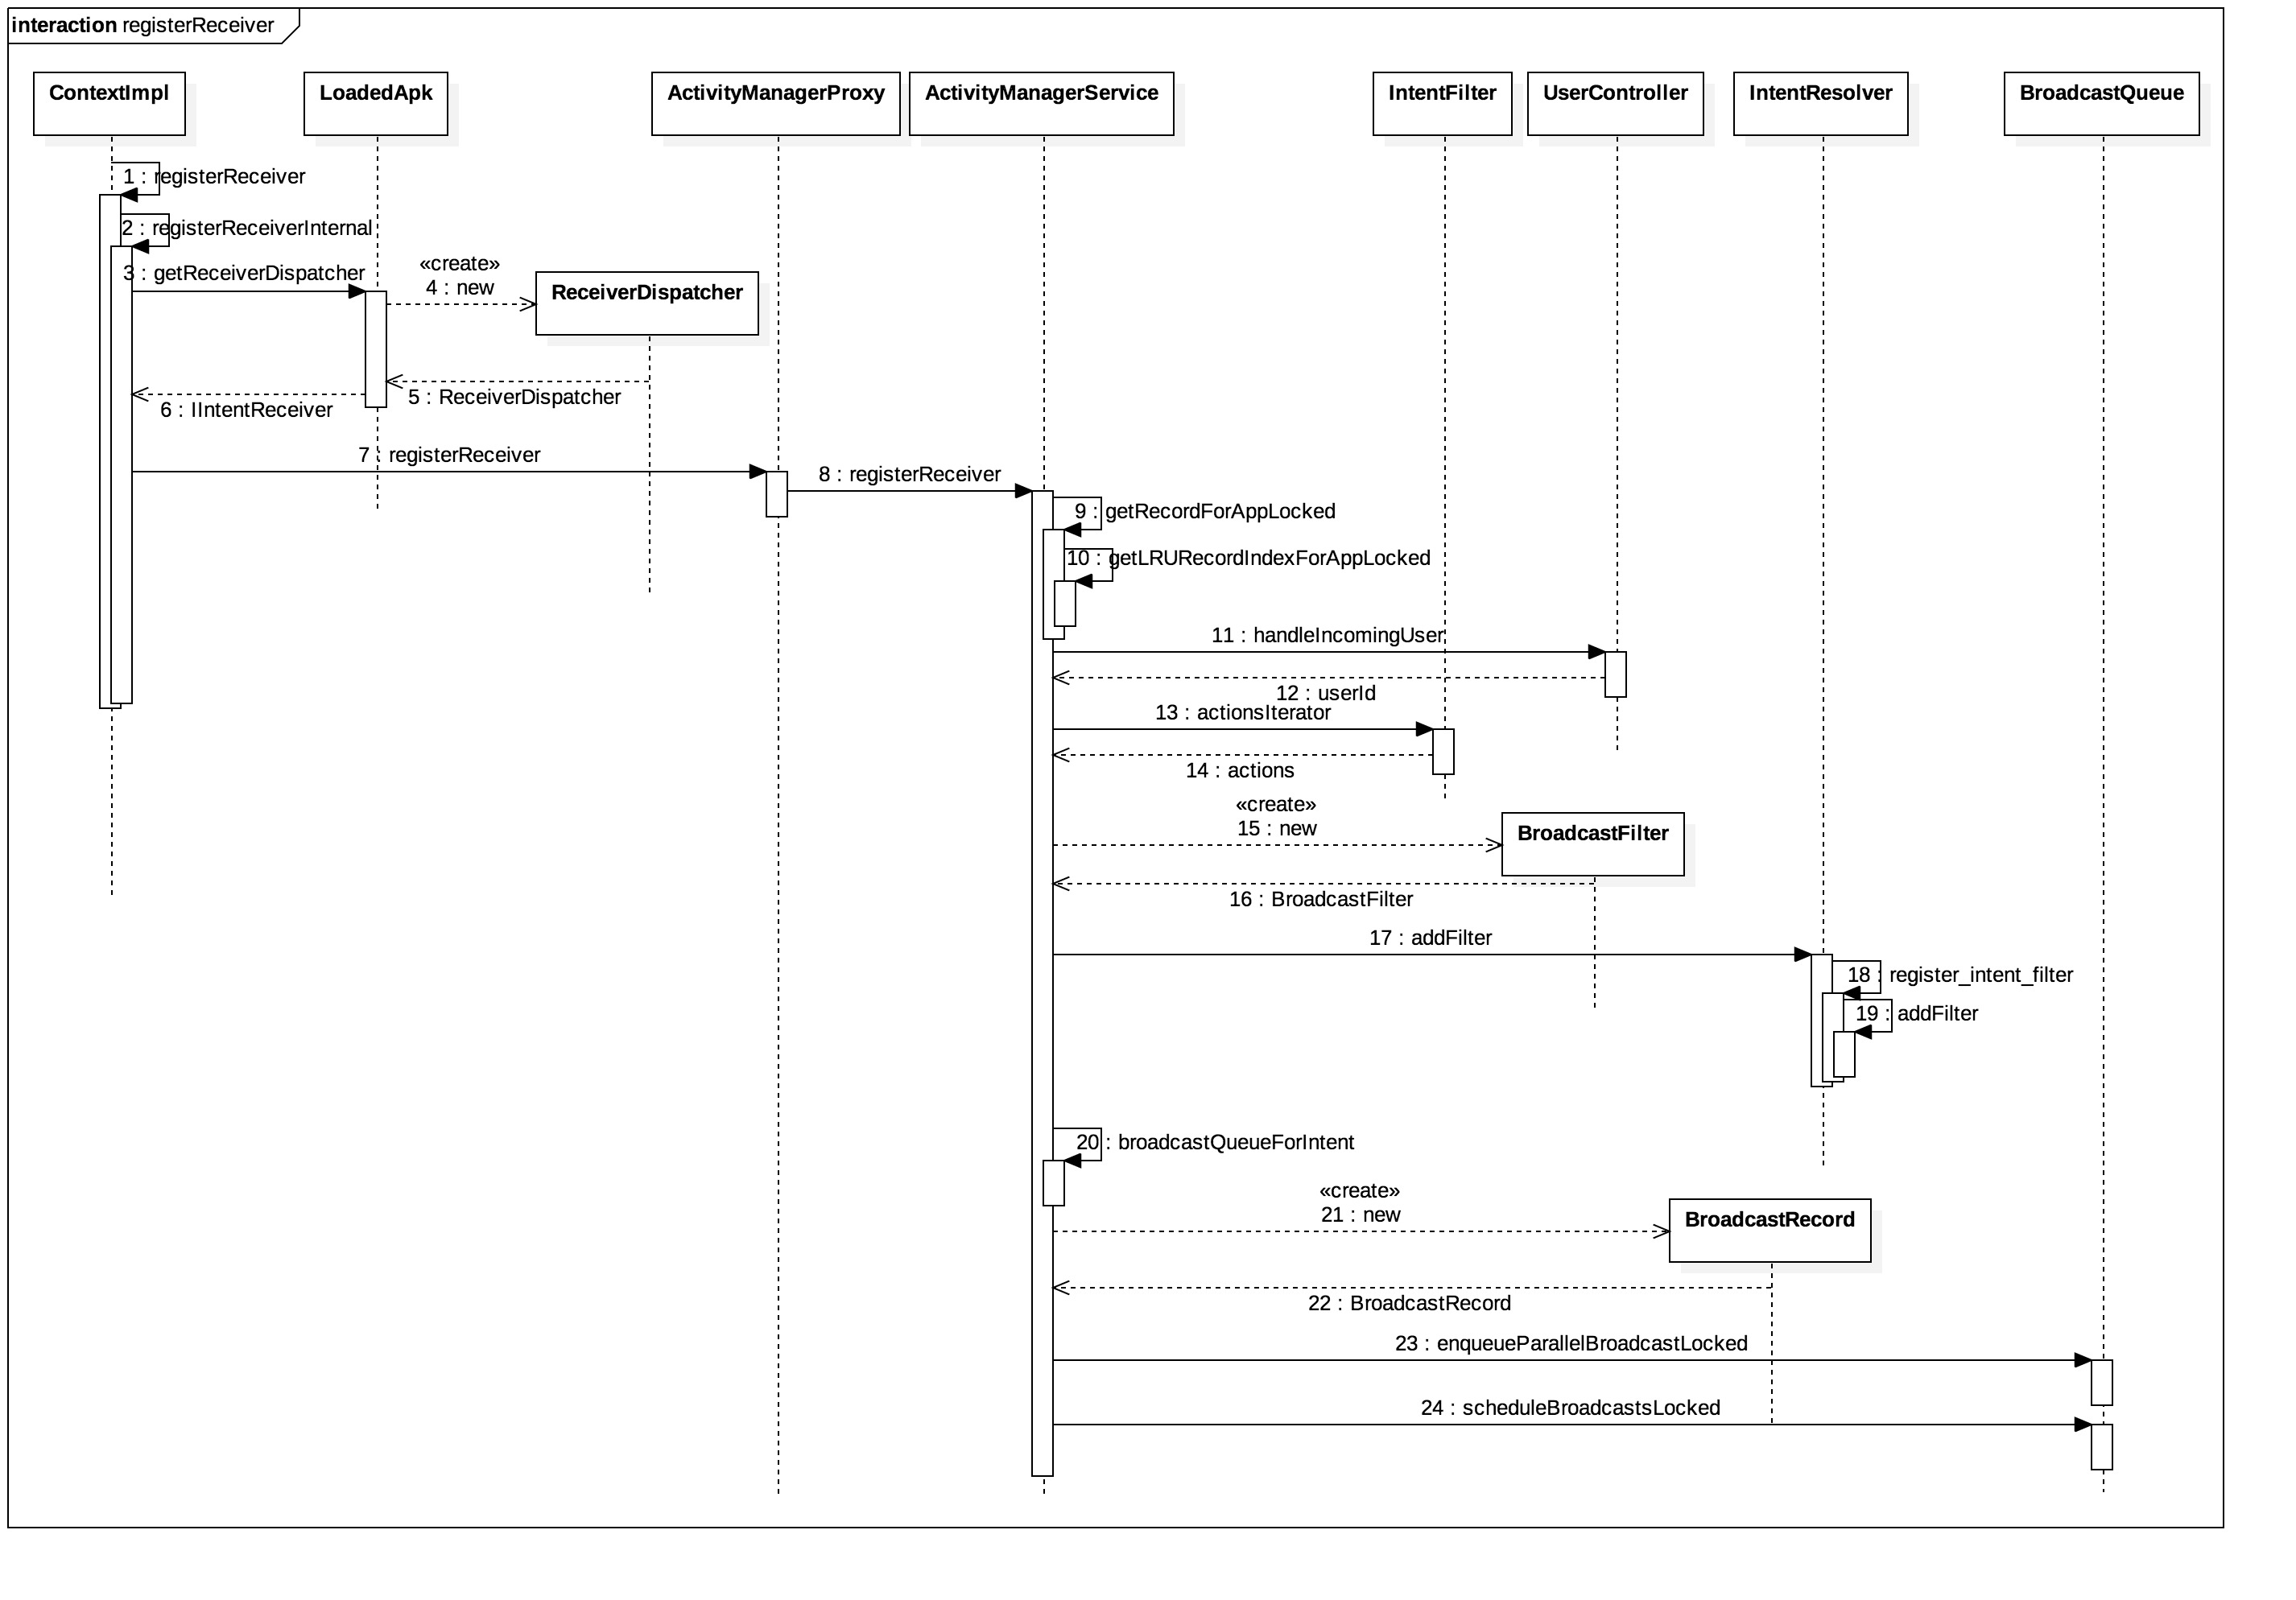 interaction registerReceiver
ContextImpl
LoadedApk
ActivityManagerProxy
ActivityManagerService
IntentFilter
UserController
IntentResolver
BroadcastQueue
1 : registerReceiver
2 : registerReceiverInternal
3 : getReceiverDispatcher
«create»
4 : new
ReceiverDispatcher
5 : ReceiverDispatcher
6 : IIntentReceiver
7 : registerReceiver
8 : registerReceiver
9 : getRecordForAppLocked
10 : getLRURecordIndexForAppLocked
11 : handleIncomingUser
12 : userId
13 : actionsIterator
14 : actions
«create»
15 : new
BroadcastFilter
16 : BroadcastFilter
17 : addFilter
18 : register_intent_filter
19 : addFilter
20 : broadcastQueueForIntent
«create»
21 : new
BroadcastRecord
22 : BroadcastRecord
23 : enqueueParallelBroadcastLocked
24 : scheduleBroadcastsLocked